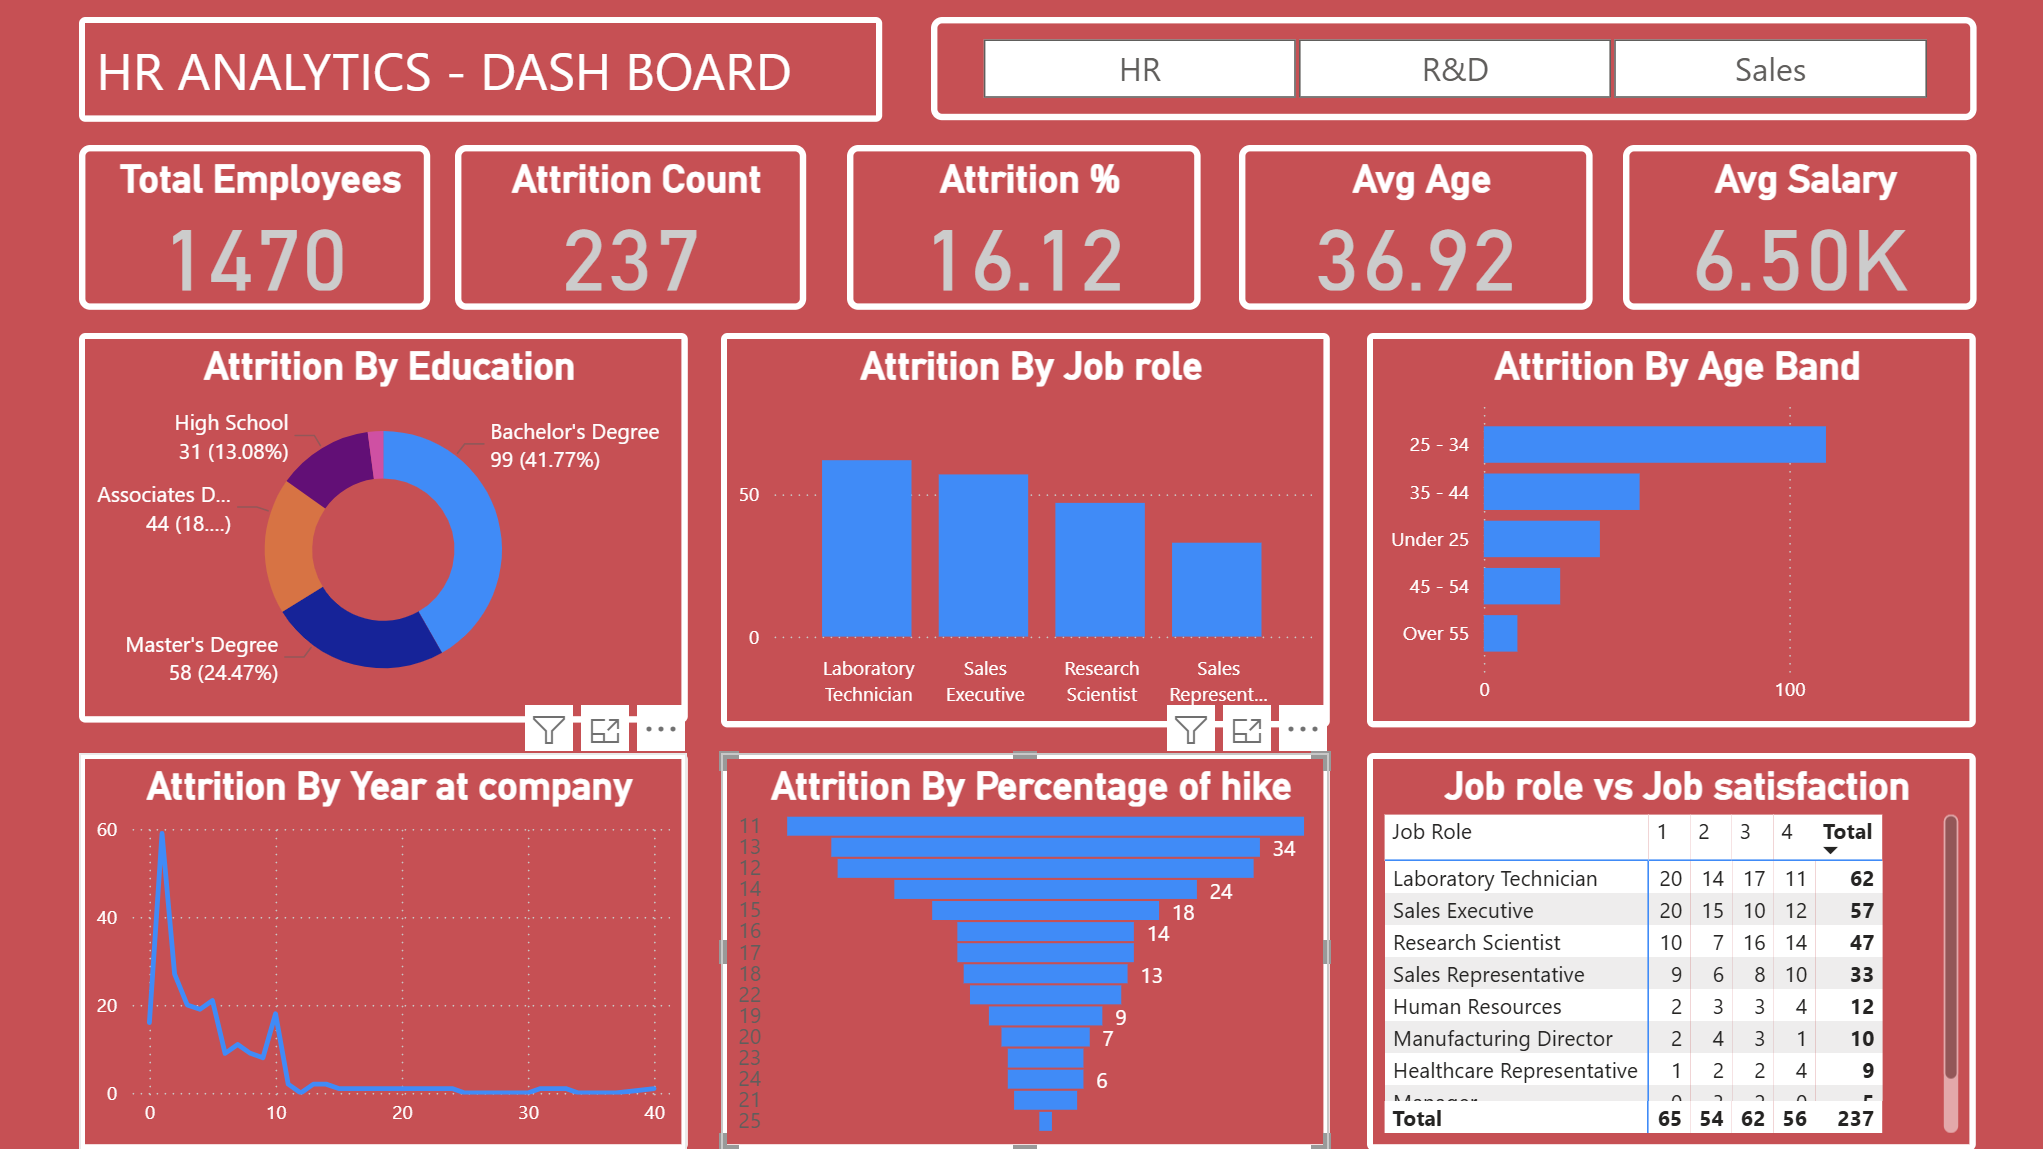 HR ANALYTICS - DASH BOARD
HR
R&D
Sales
Total Employees
1470
Attrition Count
237
Attrition %
16.12
Avg Age
36.92
Avg Salary
6.50K
Attrition By Education
High School
31 (13.08%)
Bachelor's Degree
99 (41.77%)
Associates D...
44 (18....)
Master's Degree
58 (24.47%)
Attrition By Job role
50
0
Laboratory
Technician
Sales
Executive
Research
Scientist
Sales
Represent...
Attrition By Age Band
25 - 34
35 - 44
Under 25
45 - 54
Over 55
0 100
Attrition By Year at company
60
40
20
0
0 10 20 30 40
Attrition By Percentage of hike
11
13 34
12
14 24
15 18
16 14
17
18 13
22
19 9
20 7
23
24 6
21
25
Job role vs Job satisfaction
Job Role 1 2 3 4 Total
Laboratory Technician 20 14 17 11 62
Sales Executive 20 15 10 12 57
Research Scientist 10 7 16 14 47
Sales Representative 9 6 8 10 33
Human Resources 2 3 3 4 12
Manufacturing Director 2 4 3 1 10
Healthcare Representative 1 2 2 4 9
Total 65 54 62 56 237